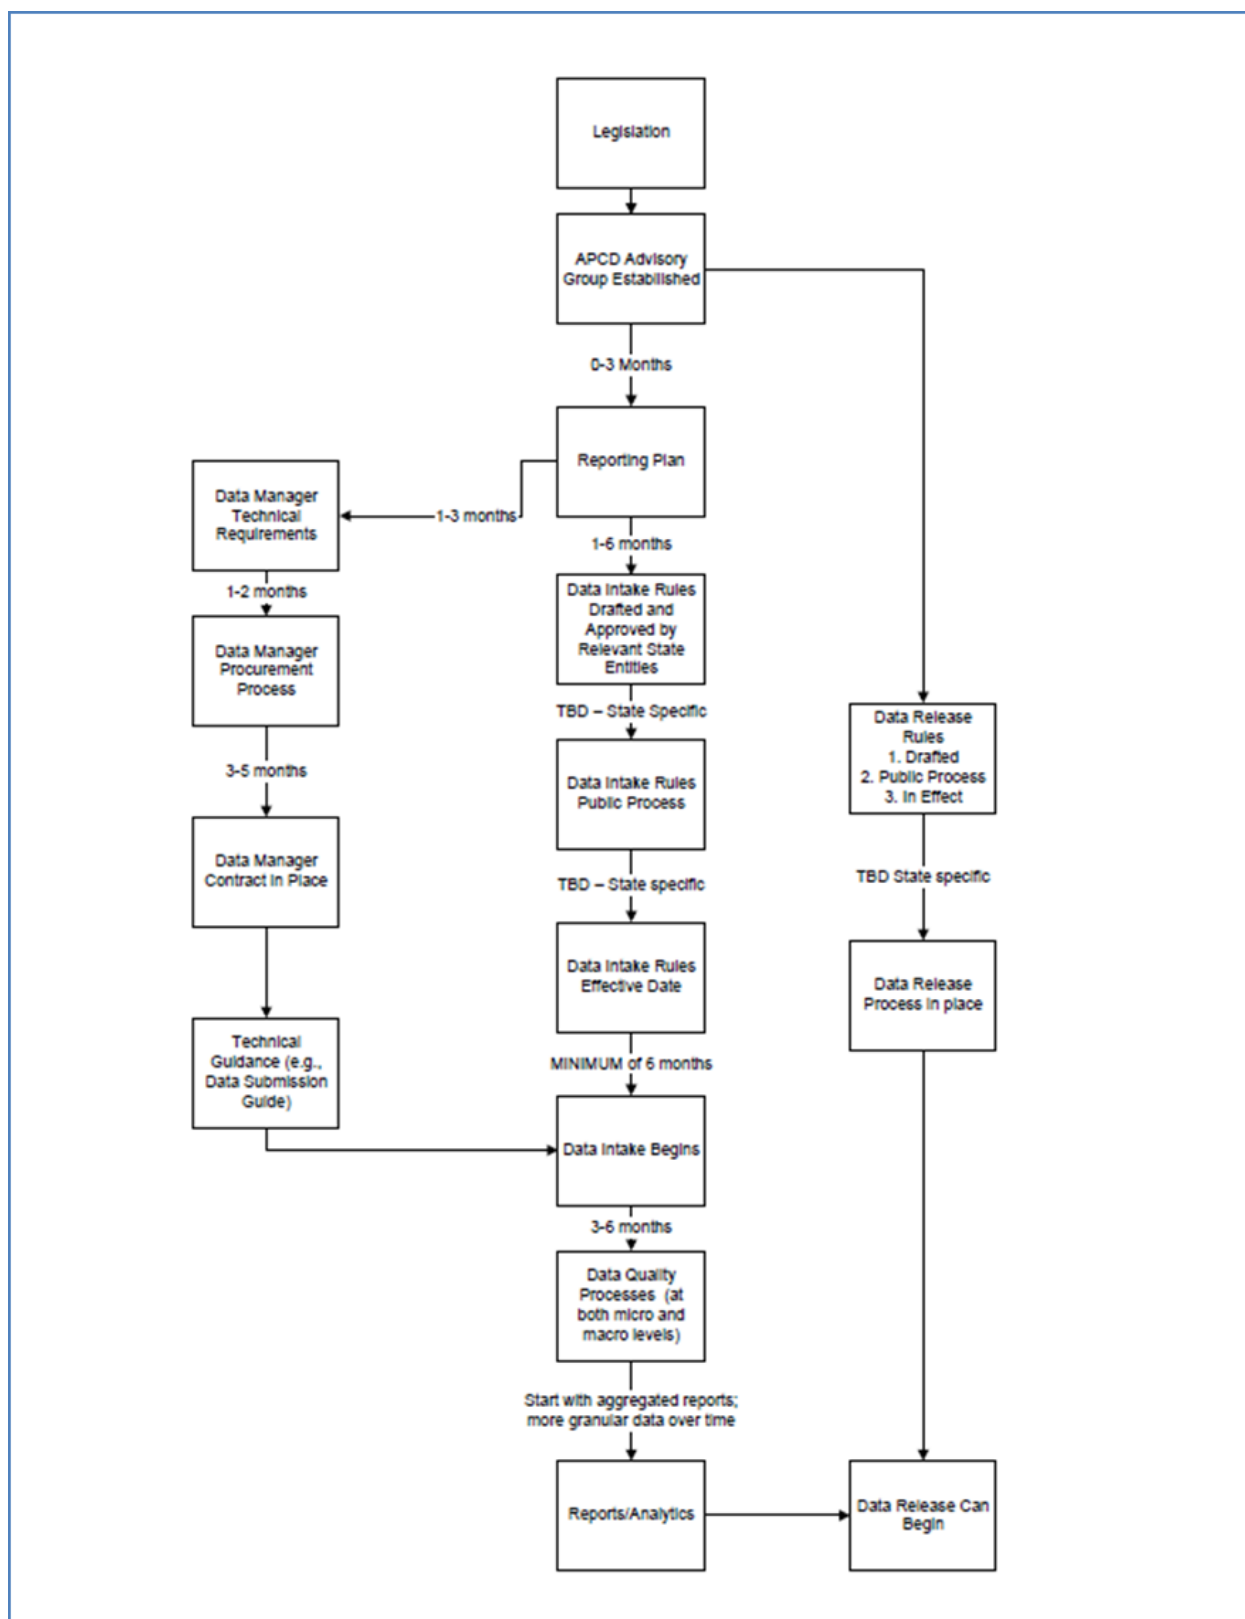 Legislation
APCD Advisory
Group Established
0-3 Months
Reporting Plan
Data Manager
Technical
Requirements
1-3 months
1-6 months
1-2 months
Data Intake Rules
Drafted and
Approved by
Relevant State
Entities
Data Manager
Procurement
Process
TBD – State Specific
Data Release
Rules
1. Drafted
2. Public Process
3. In Effect
3-5 months
Data Intake Rules
Public Process
Data Manager
Contract in Place
TBD – State specific
TBD State specific
Data Intake Rules
Effective Date
Data Release
Process in place
Technical
Guidance (e.g.,
Data Submission
Guide)
MINIMUM of 6 months
Data Intake Begins
3-6 months
Data Quality
Processes (at
both micro and
macro levels)
Start with aggregated reports;
more granular data over time
Reports/Analytics
Data Release Can
Begin